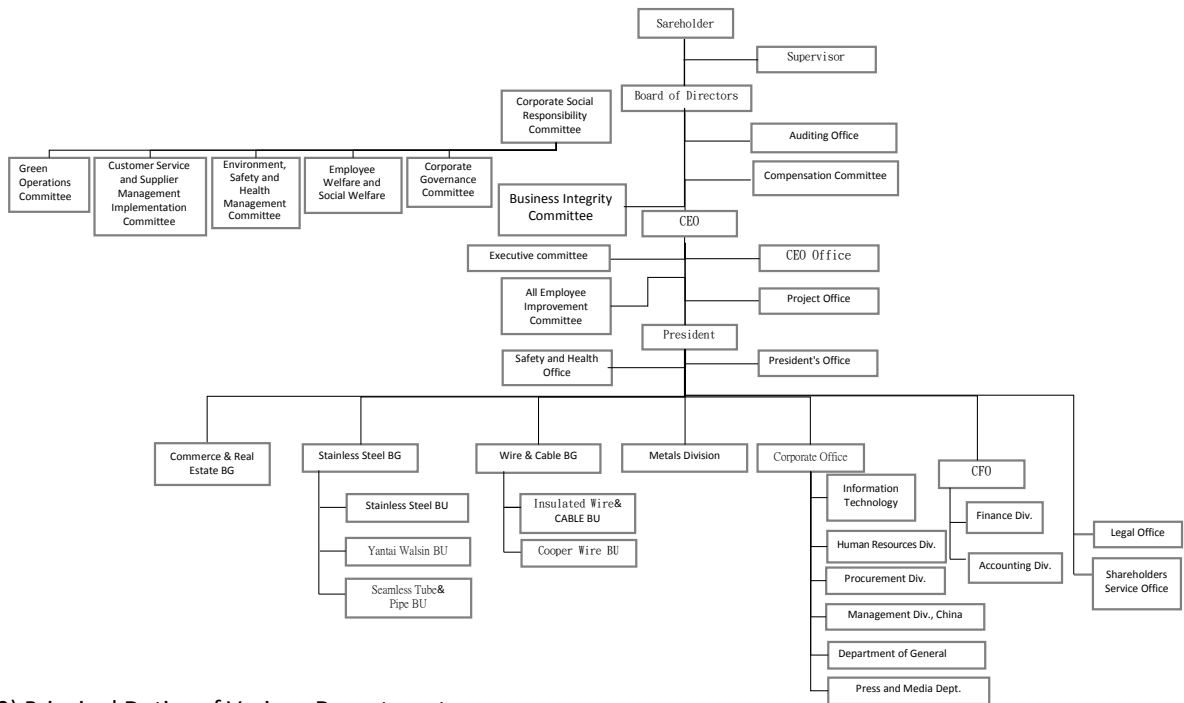 Sareholder
Supervisor
Board of Directors
Corporate Social
Responsibility
Committee
Auditing Office
Compensation Committee
Green
Operations
Committee
Customer Service
and Supplier
Management
Implementation
Committee
Environment,
Safety and
Health
Management
Committee
Employee
Welfare and
Social Welfare
Corporate
Governance
Committee
Business Integrity
Committee
CEO
Executive committee
CEO Office
All Employee
Improvement
Committee
Project Office
President
Safety and Health
Office
President's Office
Commerce & Real
Estate BG
Stainless Steel BG
Wire & Cable BG
Metals Division
Corporate Office
CFO
Stainless Steel BU
Yantai Walsin BU
Seamless Tube&
Pipe BU
Insulated Wire&
CABLE BU
Cooper Wire BU
Information
Technology
Human Resources Div.
Procurement Div.
Management Div., China
Department of General
Press and Media Dept.
Finance Div.
Accounting Div.
Legal Office
Shareholders
Service Office